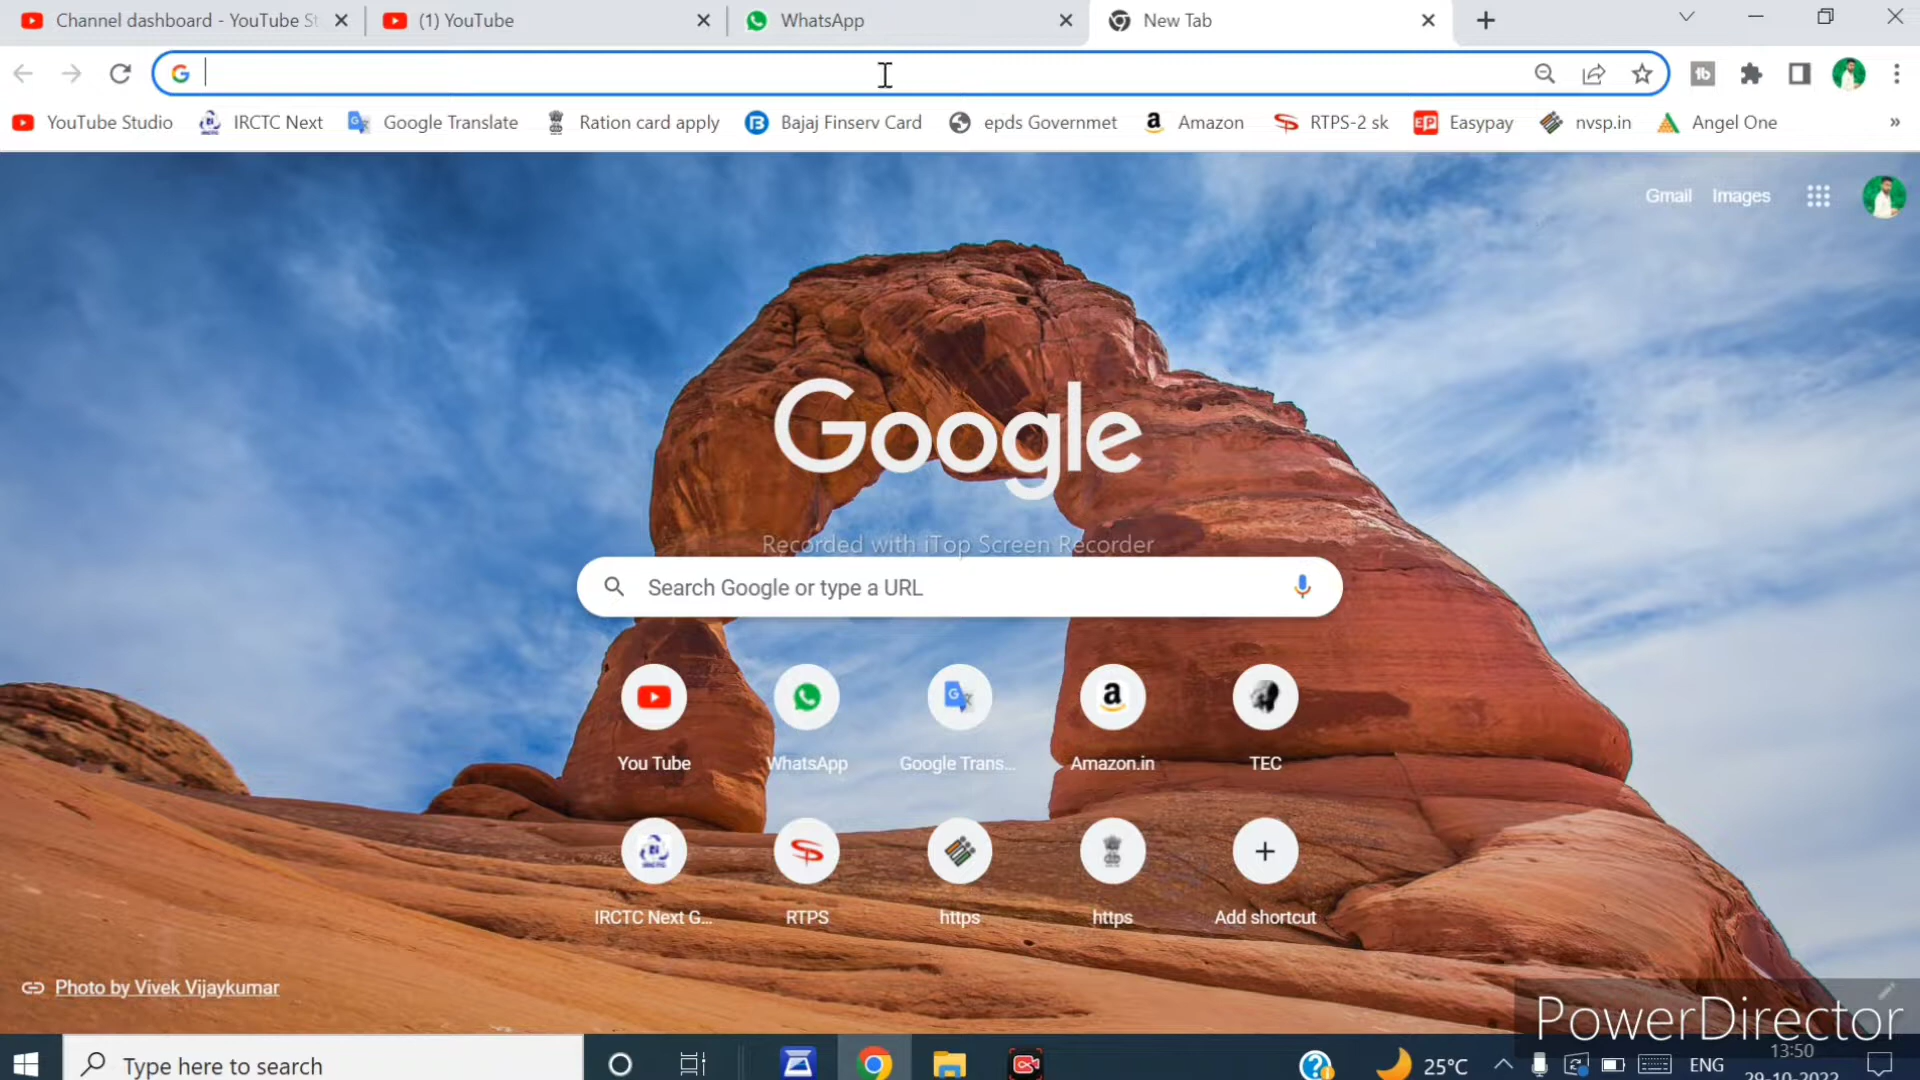 Channel dashboard - YouTube St
(1) YouTube
WhatsApp
New Tab
YouTube Studio
IRCTC Next
Google Translate
Ration card apply
Bajaj Finserv Card
epds Governmet
Amazon
RTPS-2 sk
Easypay
nvsp.in
Angel One
Gmail
Images
Google
Recorded with iTop Screen Recorder
Search Google or type a URL
You Tube
WhatsApp
Google Trans...
Amazon.in
TEC
IRCTC Next G...
RTPS
https
https
Add shortcut
Photo by Vivek Vijaykumar
PowerDirector
Type here to search
25°C
ENG
13:50
29-10-2022